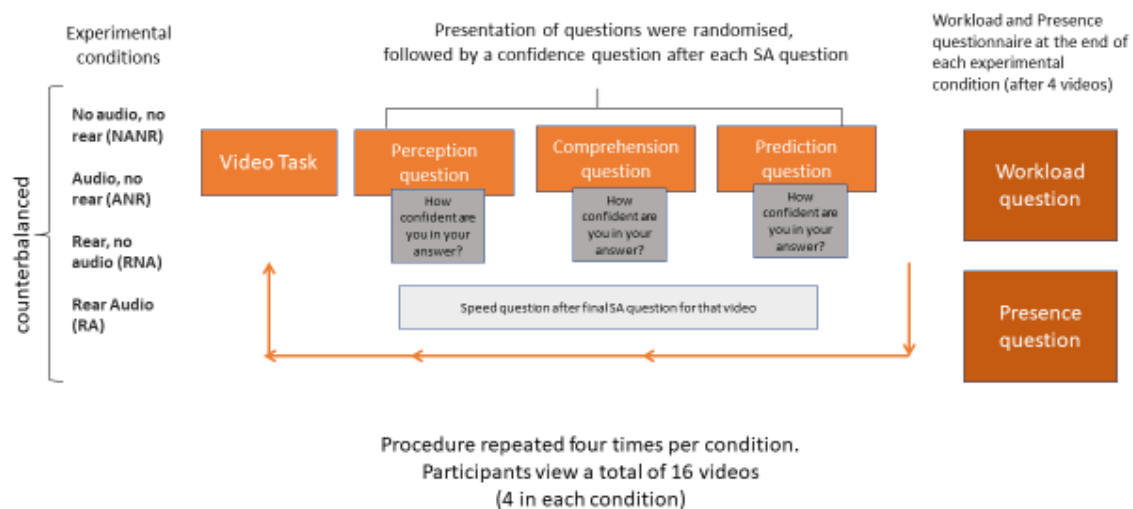 Experimental
conditions
Presentation of questions were randomised,
followed by a confidence question after each SA question
Workload and Presence
questionnaire at the end of
each experimental
condition (after 4 videos)
counterbalanced
No audio, no
rear (NANR)
Audio, no
rear (ANR)
Rear, no
audio (RNA)
Rear Audio
(RA)
Video Task
Perception
question
How
confident are
you in your
answer?
Comprehension
question
How
confident are
you in your
answer?
Prediction
question
How
confident are
you in your
answer?
Speed question after final SA question for that video
Workload
question
Presence
question
Procedure repeated four times per condition.
Participants view a total of 16 videos
(4 in each condition)